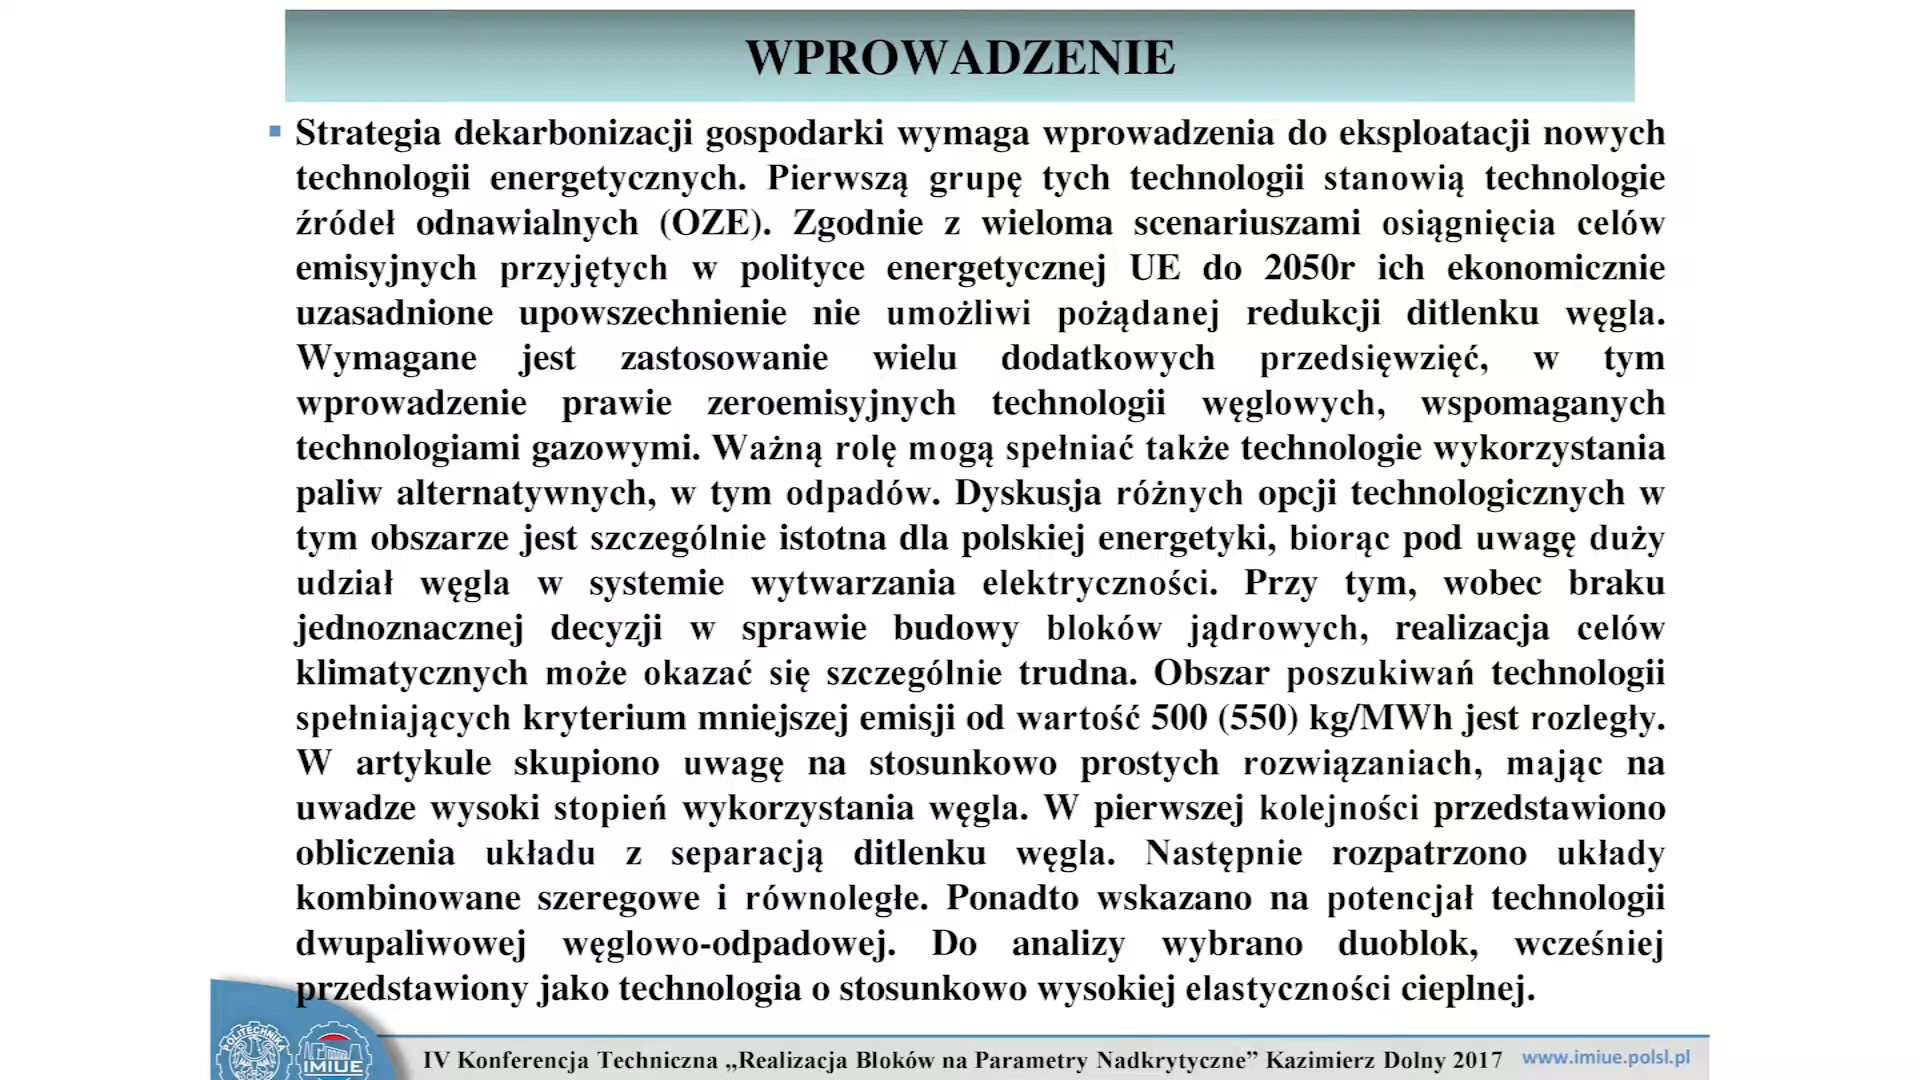 WPROWADZENIE
Strategia dekarbonizacji gospodarki wymaga wprowadzenia do eksploatacji nowych
technologii energetycznych. Pierwszą grupę tych technologii stanowią technologie
źródeł odnawialnych (OZE). Zgodnie z wieloma scenariuszami osiągnięcia celów
emisyjnych przyjętych w polityce energetycznej UE do 2050r ich ekonomicznie
uzasadnione upowszechnienie nie umożliwi pożądanej redukcji ditlenku węgla.
Wymagane jest zastosowanie wielu dodatkowych przedsięwzięć, w tym
wprowadzenie prawie zeroemisyjnych technologii węglowych, wspomaganych
technologiami gazowymi. Ważną rolę mogą spełniać także technologie wykorzystania
paliw alternatywnych, w tym odpadów. Dyskusja różnych opcji technologicznych w
tym obszarze jest szczególnie istotna dla polskiej energetyki, biorąc pod uwagę duży
udział węgla w systemie wytwarzania elektryczności. Przy tym, wobec braku
jednoznacznej decyzji w sprawie budowy bloków jądrowych, realizacja celów
klimatycznych może okazać się szczególnie trudna. Obszar poszukiwań technologii
spełniających kryterium mniejszej emisji od wartość 500 (550) kg/MWh jest rozległy.
W artykule skupiono uwagę na stosunkowo prostych rozwiązaniach, mając na
uwadze wysoki stopień wykorzystania węgla. W pierwszej kolejności przedstawiono
obliczenia układu z separacją ditlenku węgla. Następnie rozpatrzono układy
kombinowane szeregowe i równoległe. Ponadto wskazano na potencjał technologii
dwupaliwowej węglowo-odpadowej. Do analizy wybrano duoblok, wcześniej
przedstawiony jako technologia o stosunkowo wysokiej elastyczności cieplnej.
POLITECHNIKA
IMIUE
IV Konferencja Techniczna „Realizacja Bloków na Parametry Nadkrytyczne” Kazimierz Dolny 2017
www.imiue.polsl.pl